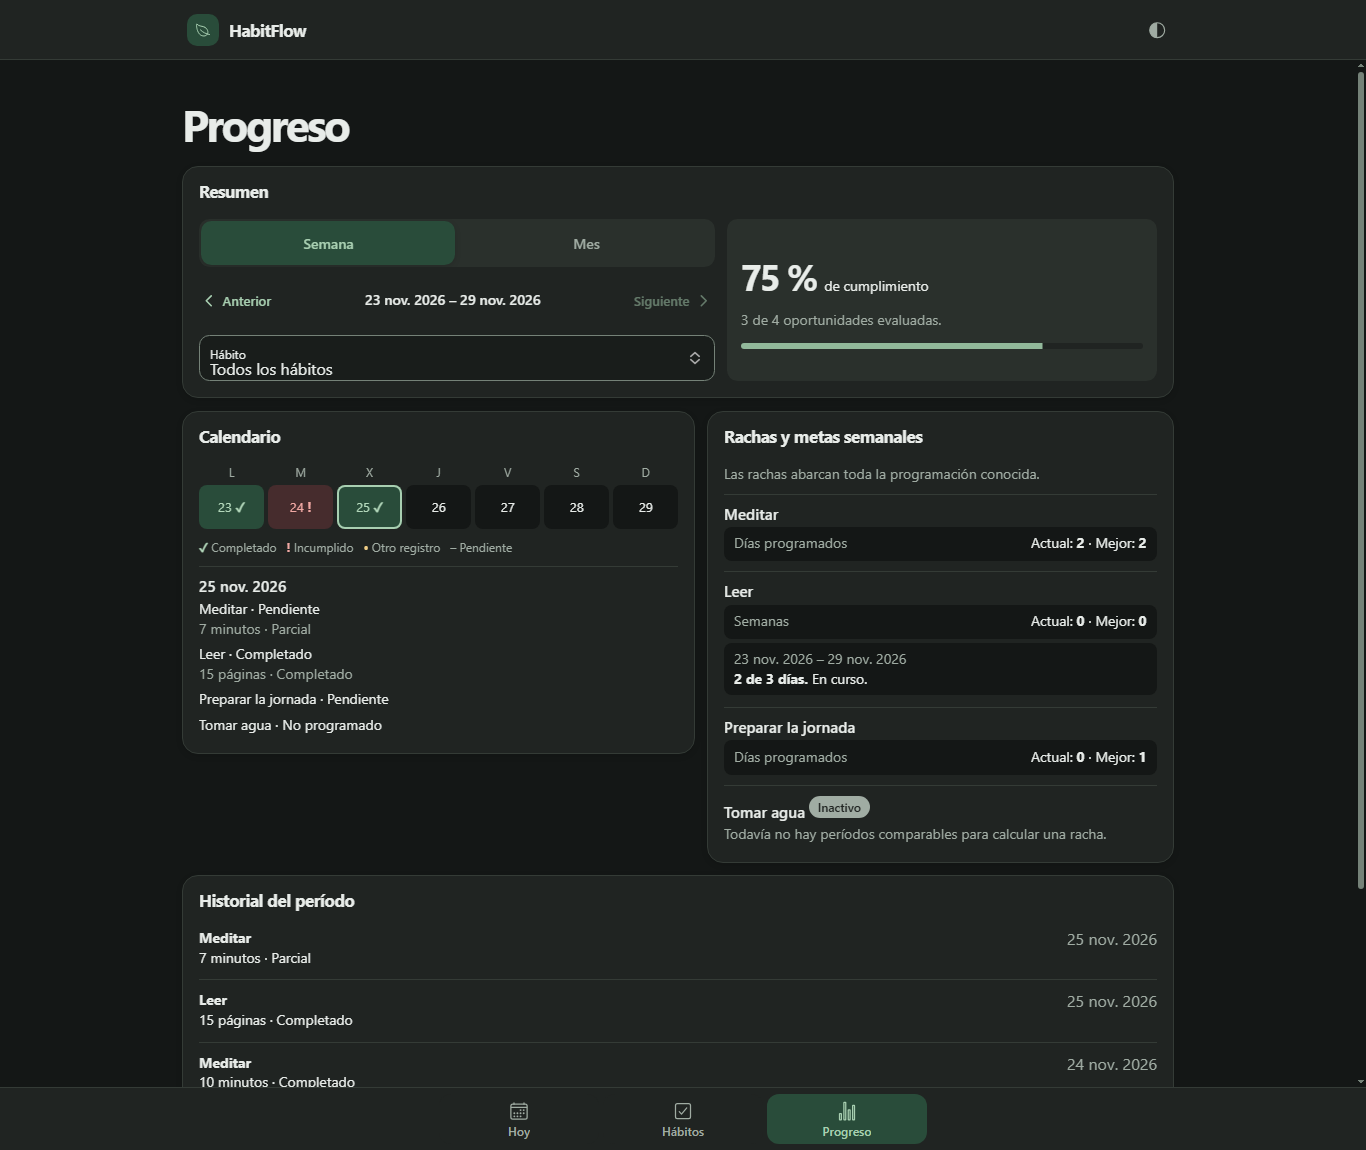 HabitFlow
Progreso
Resumen
Semana
Mes
Anterior
23 nov. 2026 – 29 nov. 2026
Siguiente
Hábito
Todos los hábitos
75 % de cumplimiento
3 de 4 oportunidades evaluadas.
Calendario
L M X J V S D
23 ✓ 24 ! 25 ✓ 26 27 28 29
✓ Completado ! Incumplido • Otro registro – Pendiente
25 nov. 2026
Meditar · Pendiente
7 minutos · Parcial
Leer · Completado
15 páginas · Completado
Preparar la jornada · Pendiente
Tomar agua · No programado
Rachas y metas semanales
Las rachas abarcan toda la programación conocida.
Meditar
Días programados Actual: 2 · Mejor: 2
Leer
Semanas Actual: 0 · Mejor: 0
23 nov. 2026 – 29 nov. 2026
2 de 3 días. En curso.
Preparar la jornada
Días programados Actual: 0 · Mejor: 1
Tomar agua Inactivo
Todavía no hay períodos comparables para calcular una racha.
Historial del período
Meditar 25 nov. 2026
7 minutos · Parcial
Leer 25 nov. 2026
15 páginas · Completado
Meditar 24 nov. 2026
10 minutos · Completado
Hoy
Hábitos
Progreso